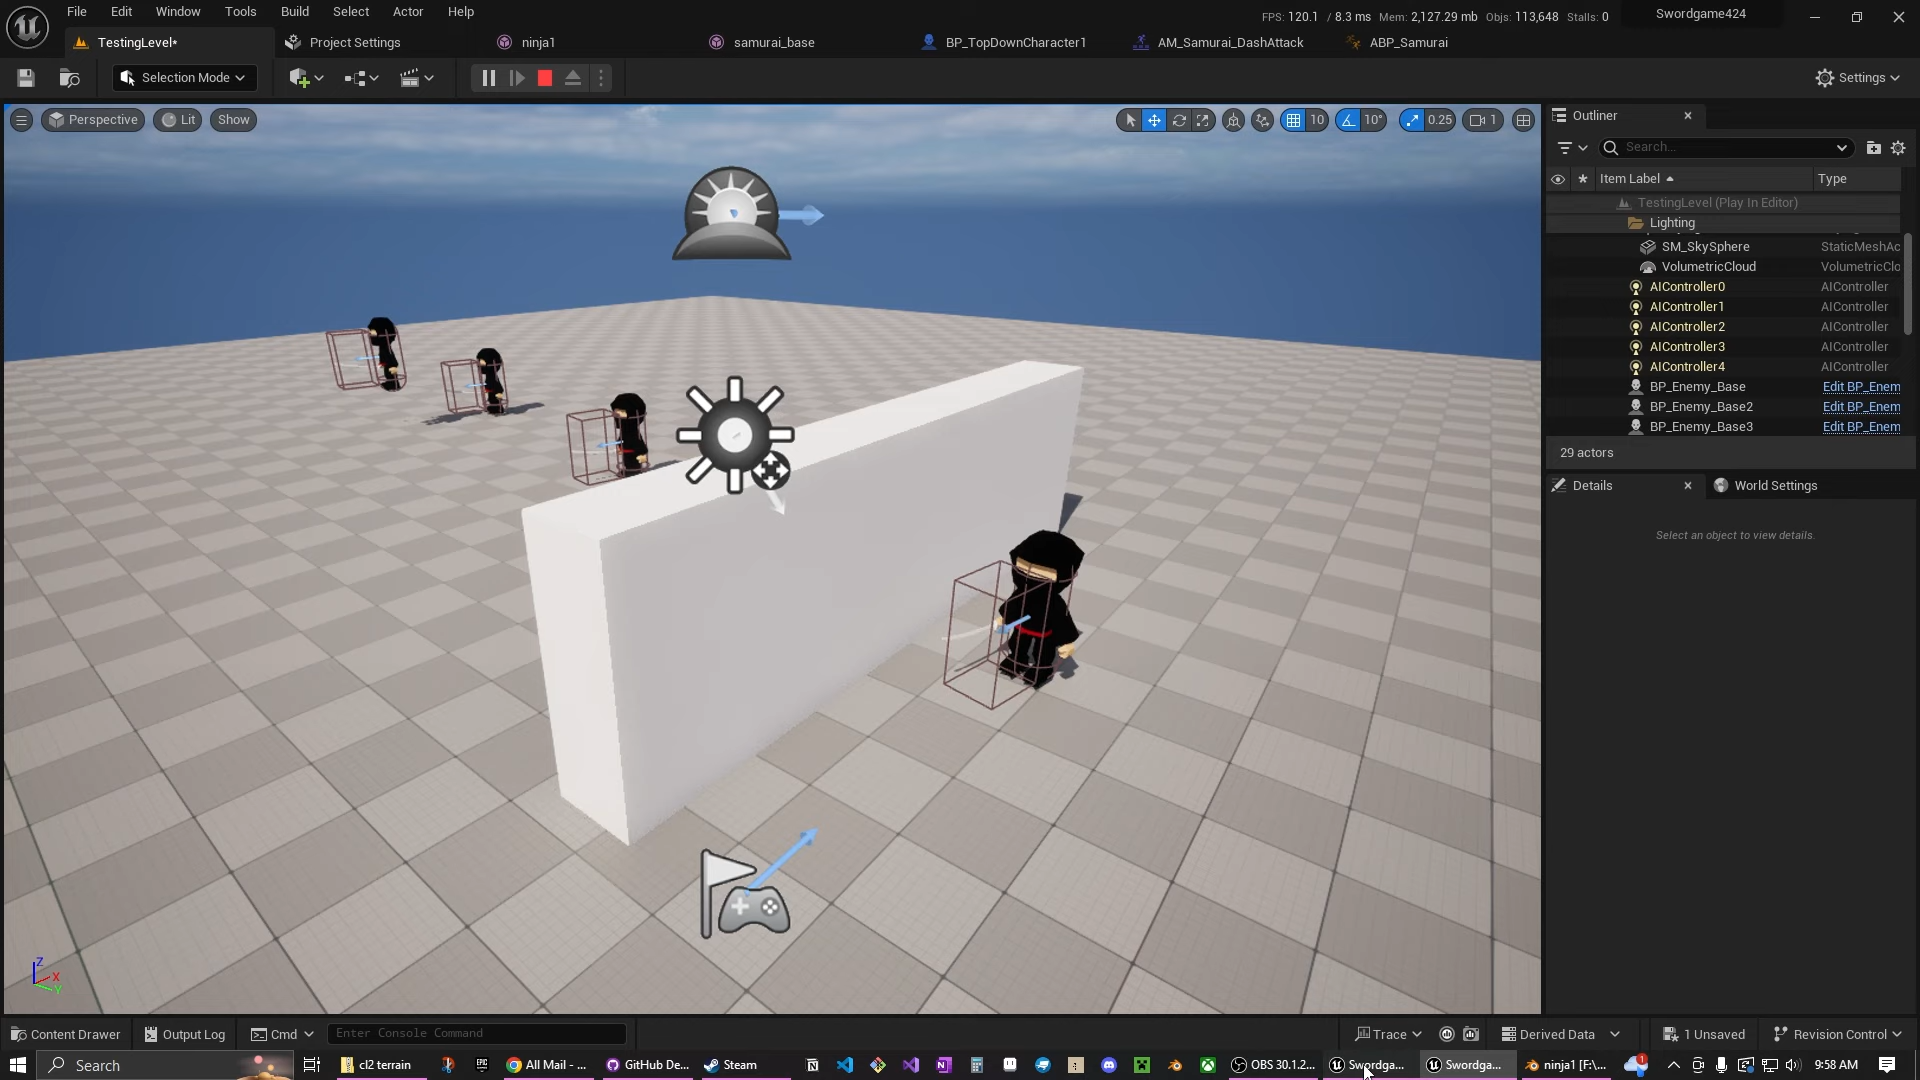 File Edit Window Tools Build Select Actor Help
FPS: 120.1 / 8.3 ms Mem: 2,127.29 mb Objs: 113,648 Stalls: 0 Swordgame424
TestingLevel* Project Settings ninja1 samurai_base BP_TopDownCharacter1 AM_Samurai_DashAttack ABP_Samurai
Selection Mode Settings
Perspective Lit Show 10 10° 0.25 1
Outliner
Search...
Item Label Type
TestingLevel (Play In Editor)
Lighting
SM_SkySphere StaticMeshAc
VolumetricCloud VolumetricClo
AIController0 AIController
AIController1 AIController
AIController2 AIController
AIController3 AIController
AIController4 AIController
BP_Enemy_Base Edit BP_Enem
BP_Enemy_Base2 Edit BP_Enem
BP_Enemy_Base3 Edit BP_Enem
29 actors
Details World Settings
Select an object to view details.
Z
X
Y
Content Drawer Output Log Cmd Enter Console Command Trace Derived Data 1 Unsaved Revision Control
Search cl2 terrain EPIC All Mail - ... GitHub De... Steam OBS 30.1.2... Swordga... Swordga... ninja1 [F:\... 1 9:58 AM